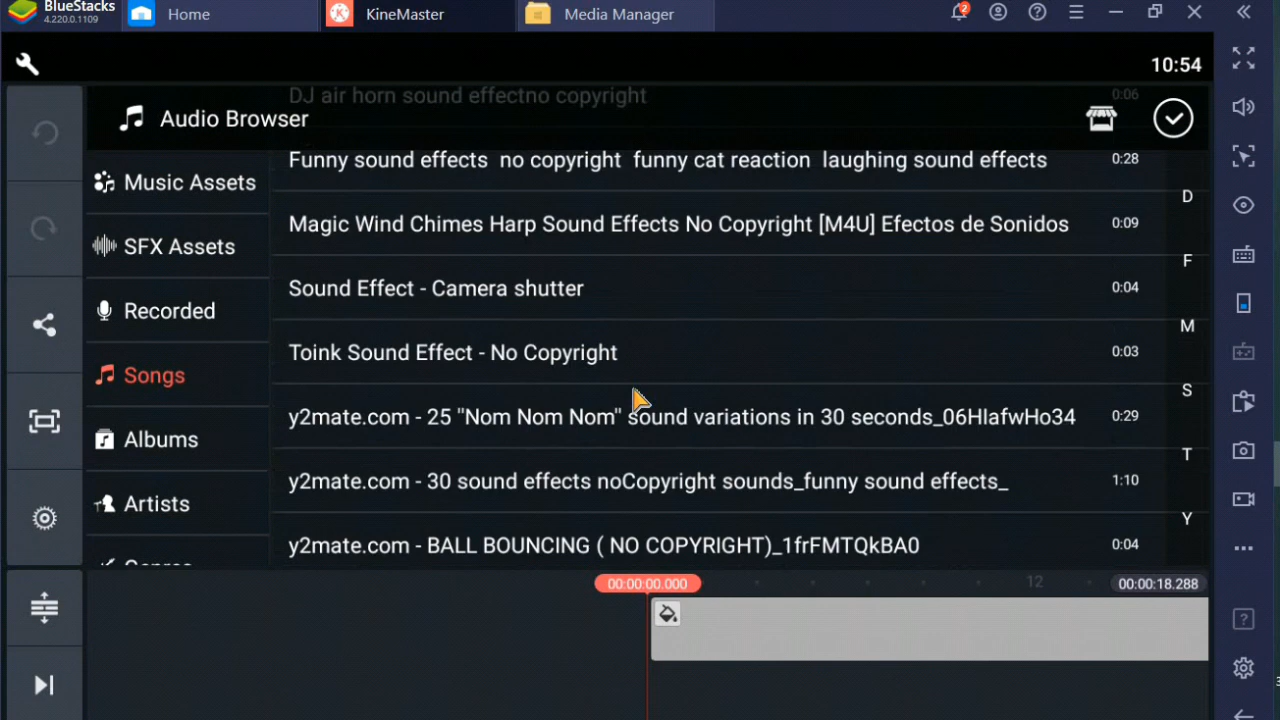 BlueStacks
4.220.0.1109
Home
KineMaster
Media Manager
2
10:54
DJ air horn sound effectno copyright 0:06
Audio Browser
Funny sound effects no copyright funny cat reaction laughing sound effects 0:28
Music Assets
D
Magic Wind Chimes Harp Sound Effects No Copyright [M4U] Efectos de Sonidos 0:09
SFX Assets
F
Sound Effect - Camera shutter 0:04
Recorded
M
Toink Sound Effect - No Copyright 0:03
Songs
S
y2mate.com - 25 "Nom Nom Nom" sound variations in 30 seconds_06HIafwHo34 0:29
Albums
T
y2mate.com - 30 sound effects noCopyright sounds_funny sound effects_ 1:10
Artists
Y
y2mate.com - BALL BOUNCING ( NO COPYRIGHT)_1frFMTQkBA0 0:04
Genres
00:00:00.000
12
00:00:18.288